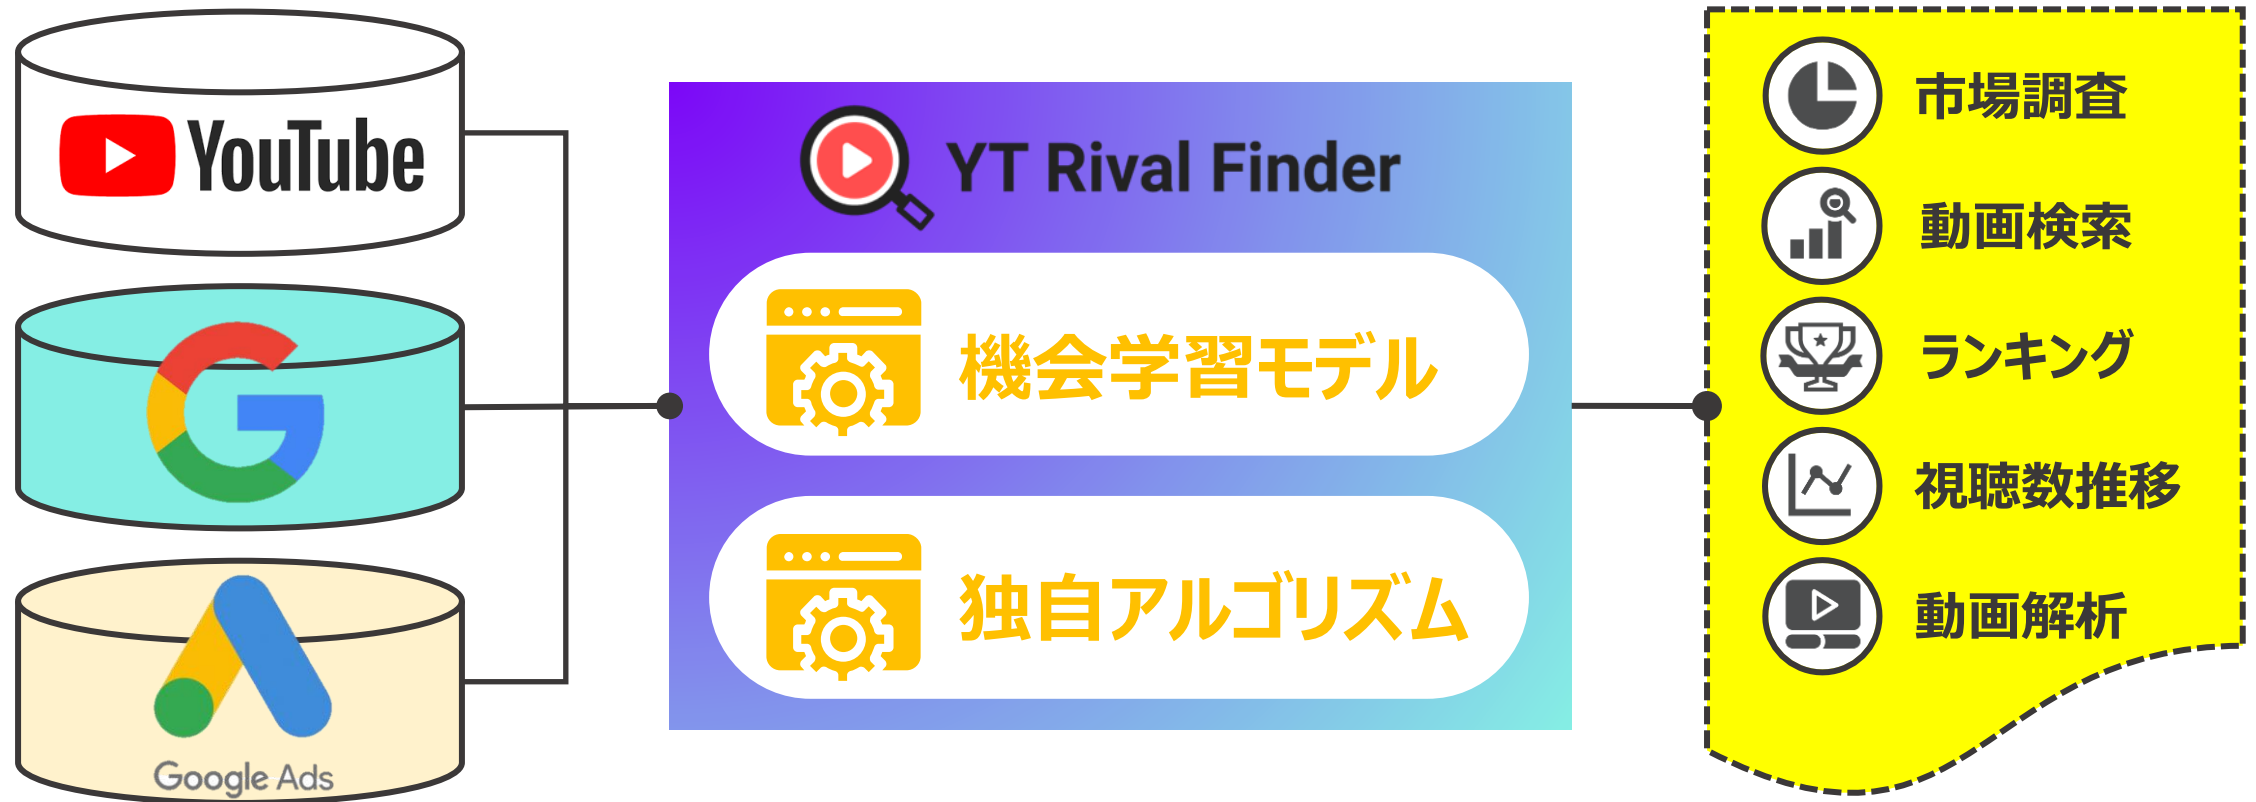 YouTube
Google Ads
YT Rival Finder
機会学習モデル
独自アルゴリズム
市場調査
動画検索
ランキング
視聴数推移
動画解析